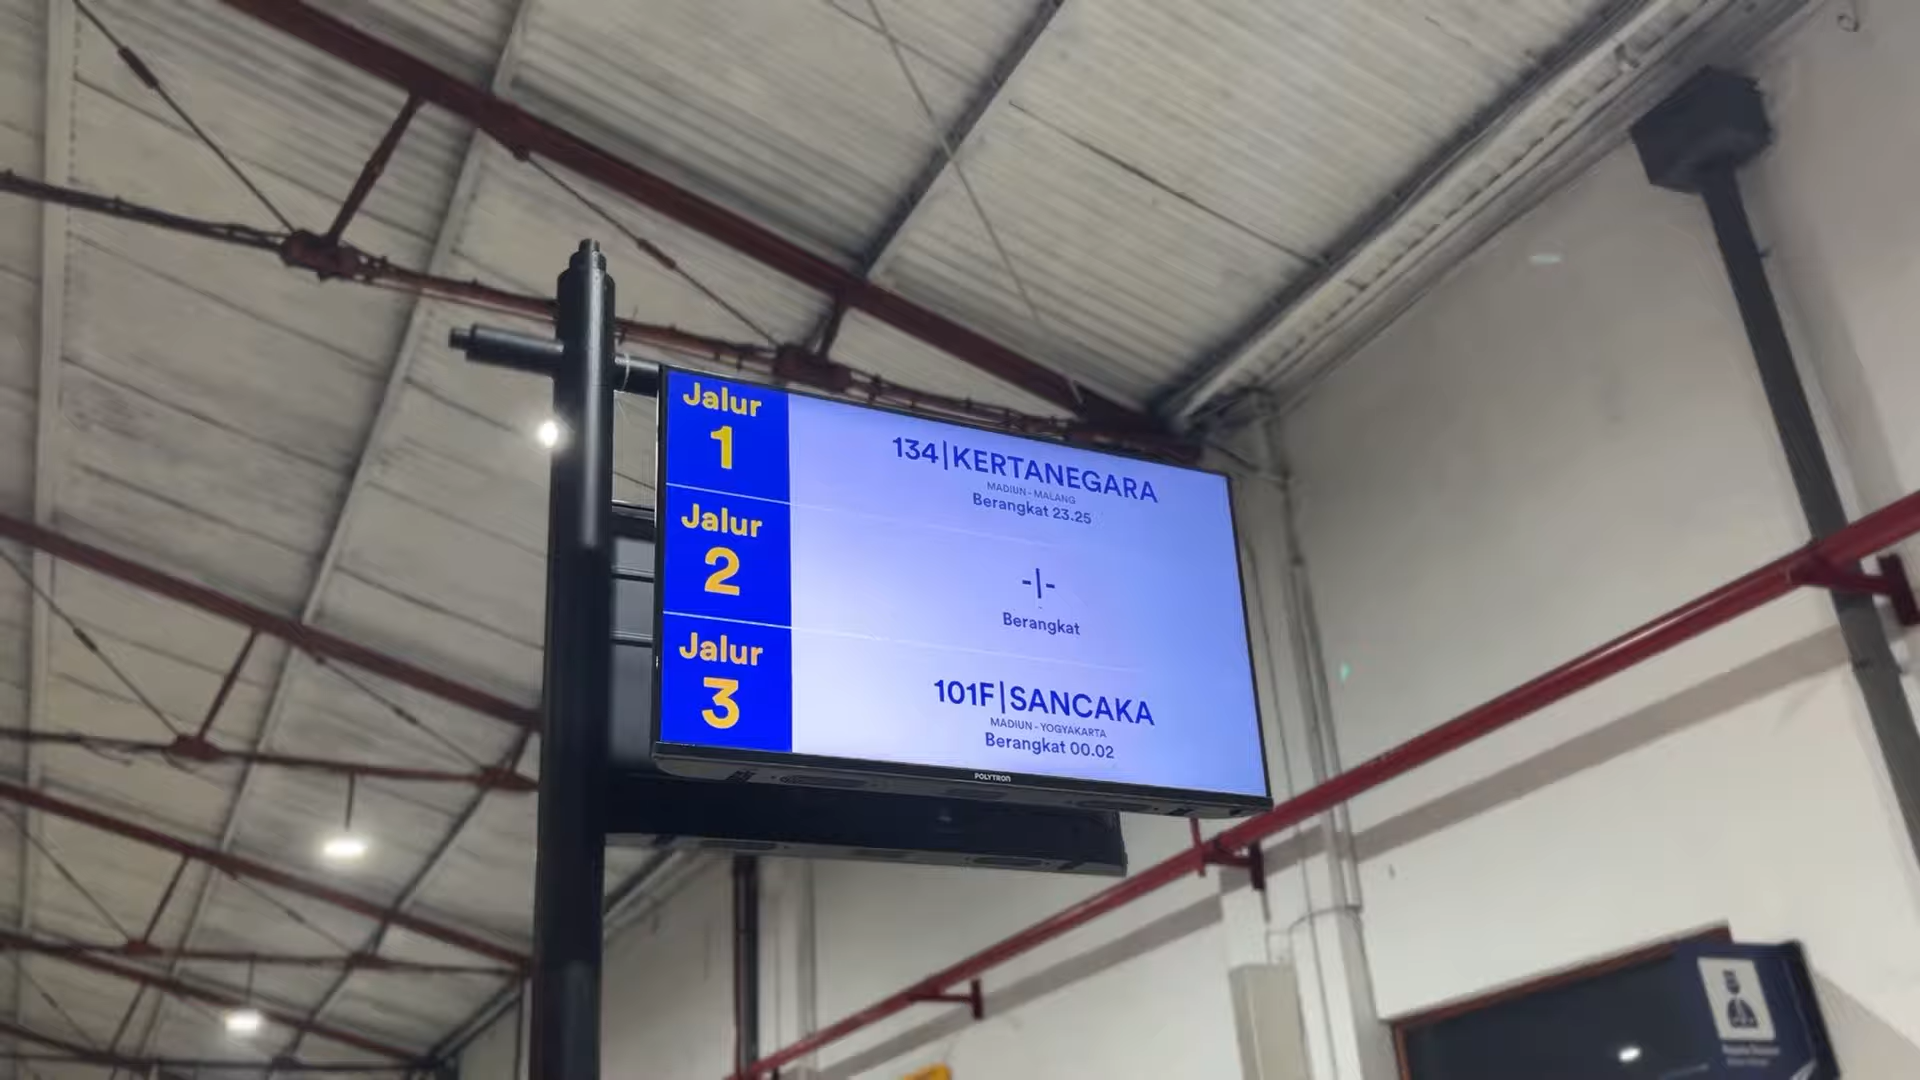 Jalur
1
134|KERTANEGARA
MADIUN - MALANG
Berangkat 23.25
Jalur
2
-|-
-
Berangkat
Jalur
3
101F|SANCAKA
MADIUN - YOGYAKARTA
Berangkat 00.02
POLYTRON